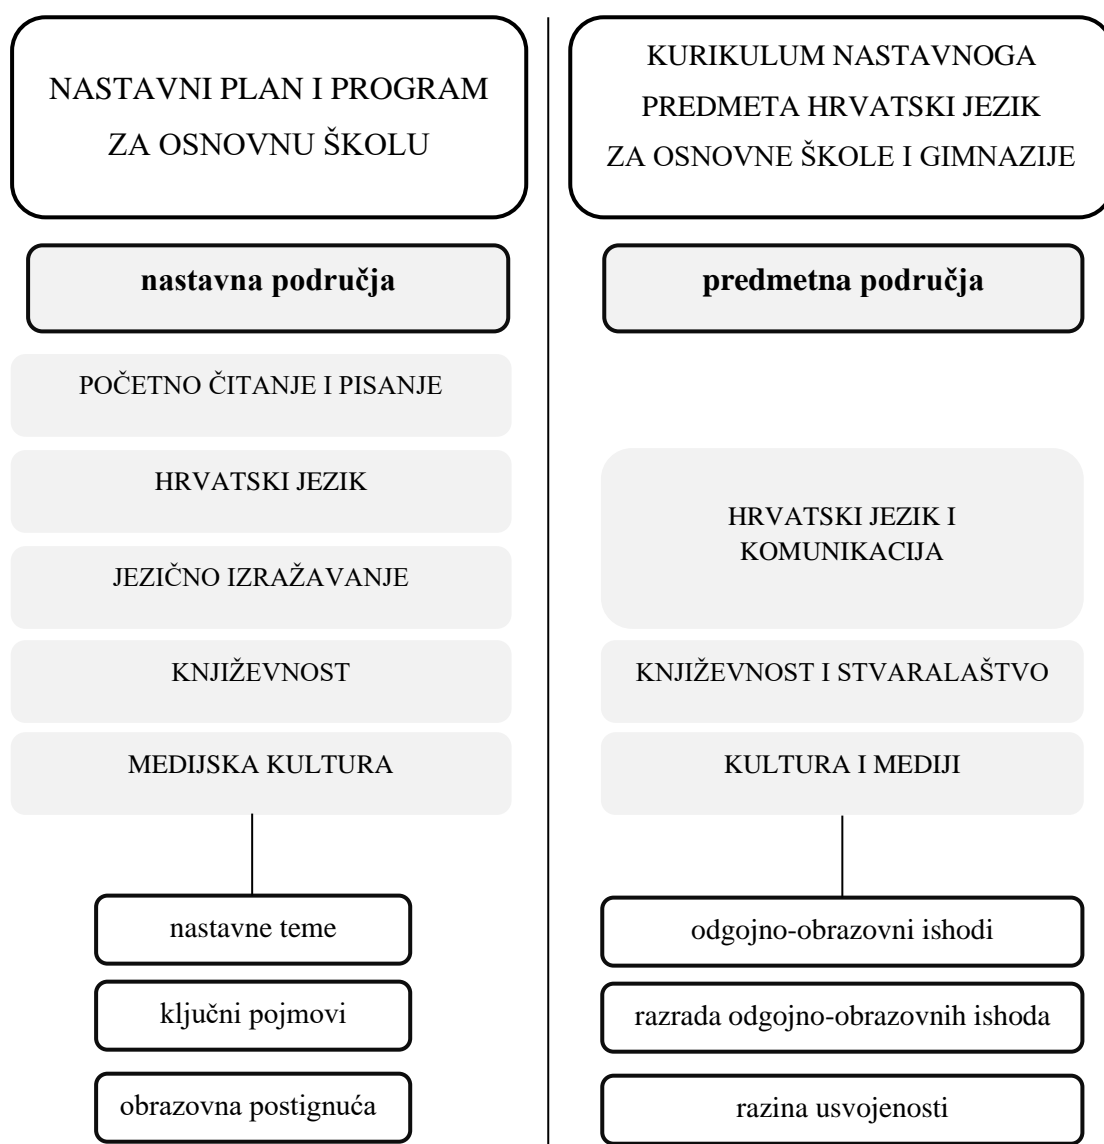 NASTAVNI PLAN I PROGRAM
ZA OSNOVNU ŠKOLU
nastavna područja
POČETNO ČITANJE I PISANJE
HRVATSKI JEZIK
JEZIČNO IZRAŽAVANJE
KNJIŽEVNOST
MEDIJSKA KULTURA
nastavne teme
ključni pojmovi
obrazovna postignuća
KURIKULUM NASTAVNOGA
PREDMETA HRVATSKI JEZIK
ZA OSNOVNE ŠKOLE I GIMNAZIJE
predmetna područja
HRVATSKI JEZIK I
KOMUNIKACIJA
KNJIŽEVNOST I STVARALAŠTVO
KULTURA I MEDIJI
odgojno-obrazovni ishodi
razrada odgojno-obrazovnih ishoda
razina usvojenosti